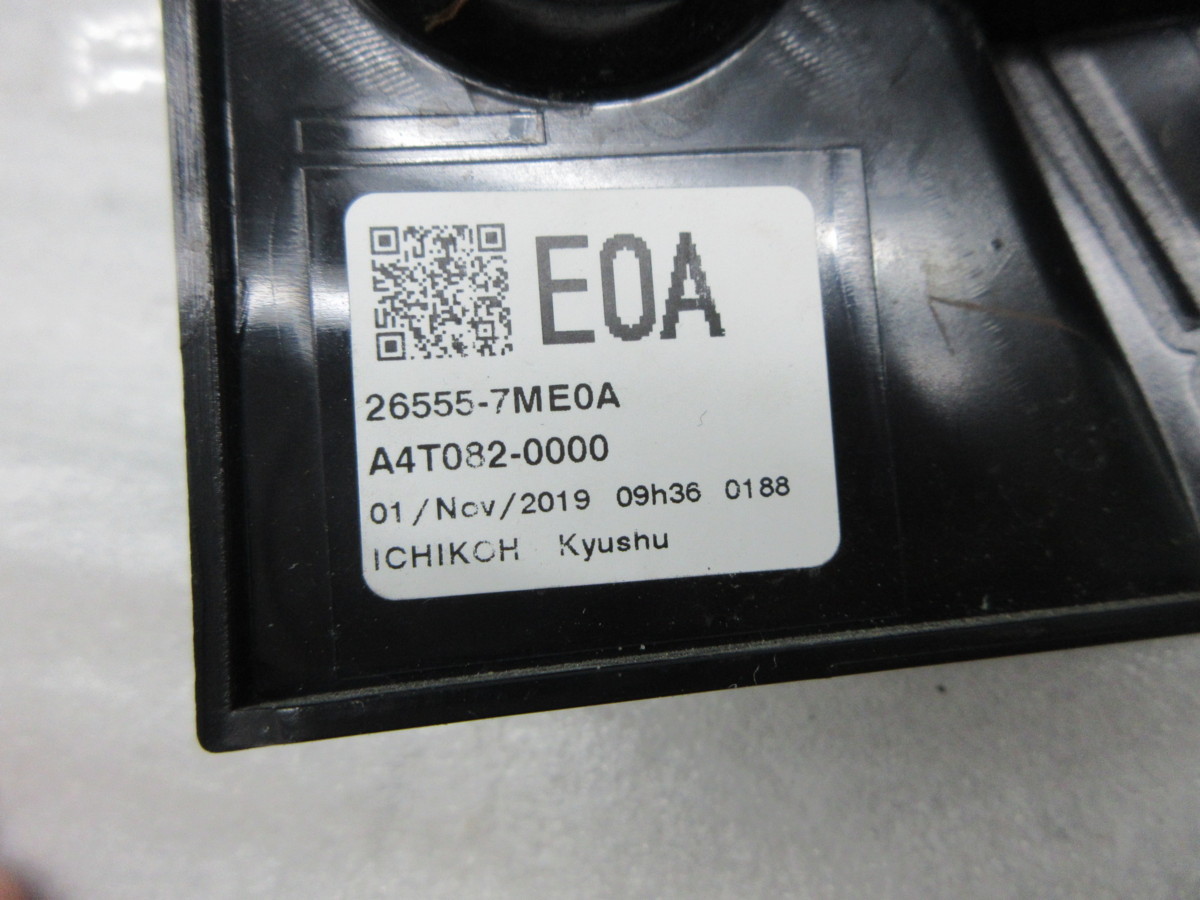 E0A
26555-7ME0A
A4T082-0000
01/Nov/2019 09h36 0188
ICHIKOH Kyushu